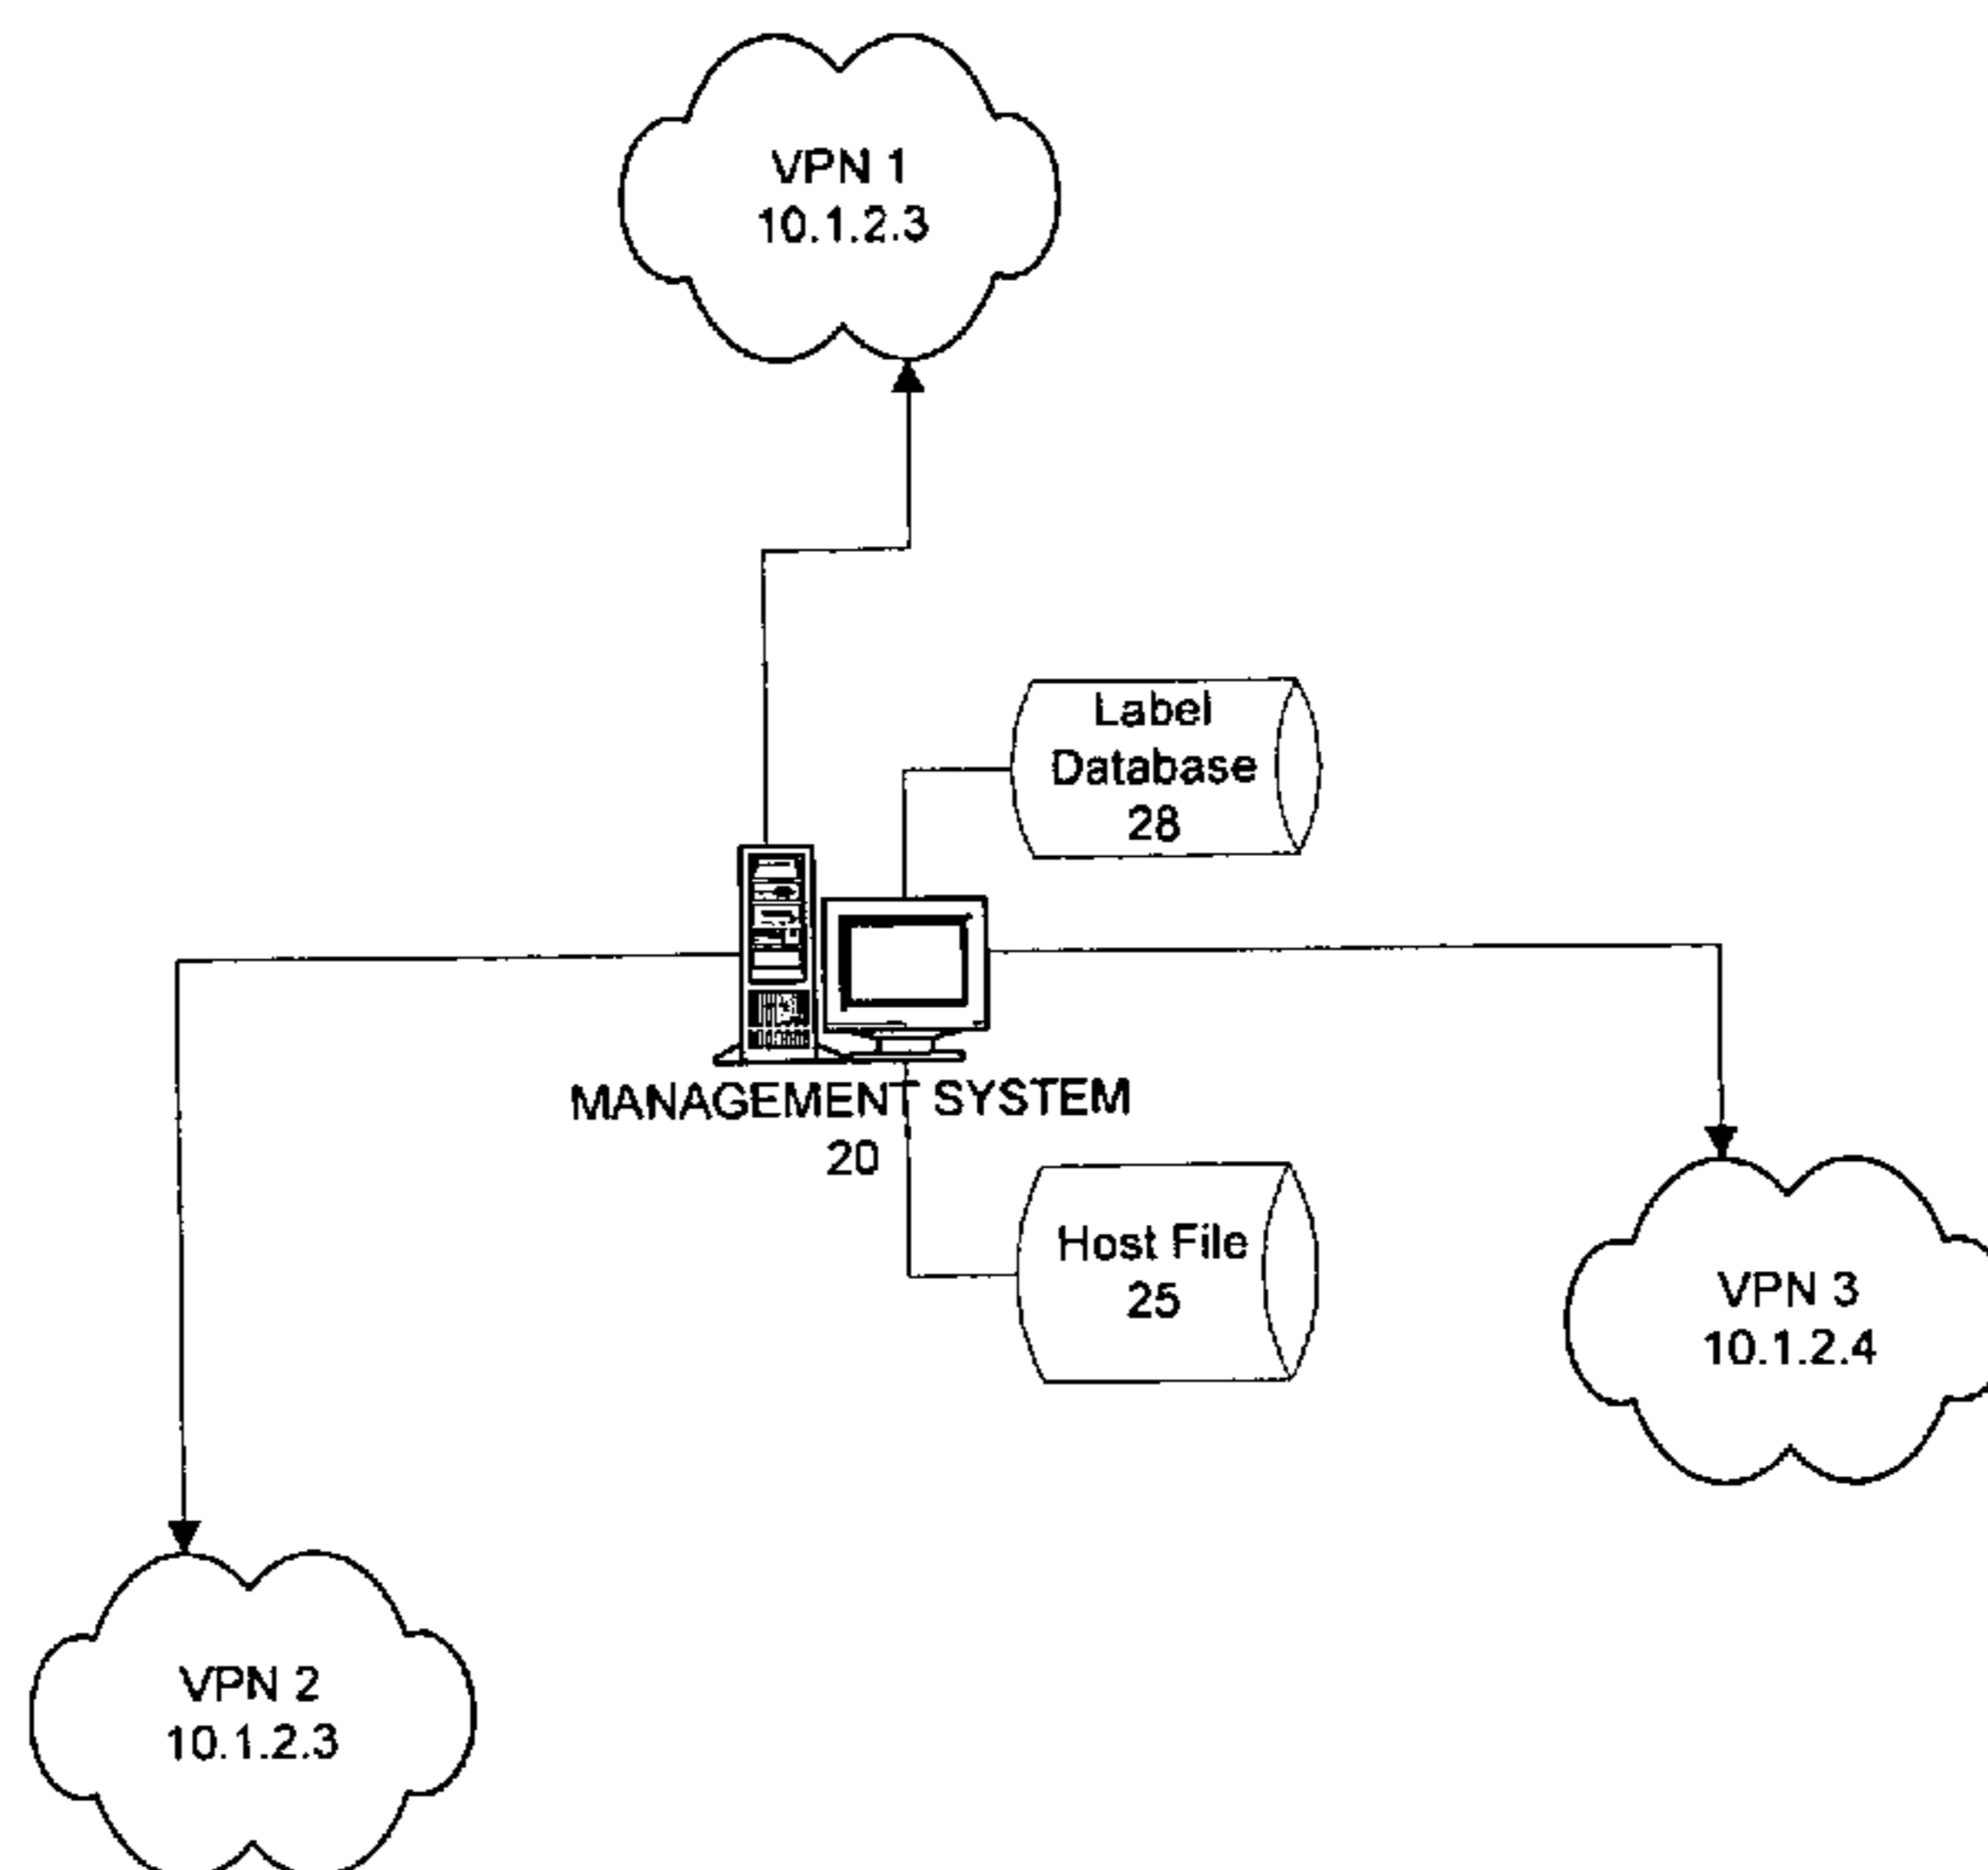 VPN 1
10.1.2.3
Label
Database
28
MANAGEMENT SYSTEM
20
Host File
25
VPN 3
10.1.2.4
VPN 2
10.1.2.3